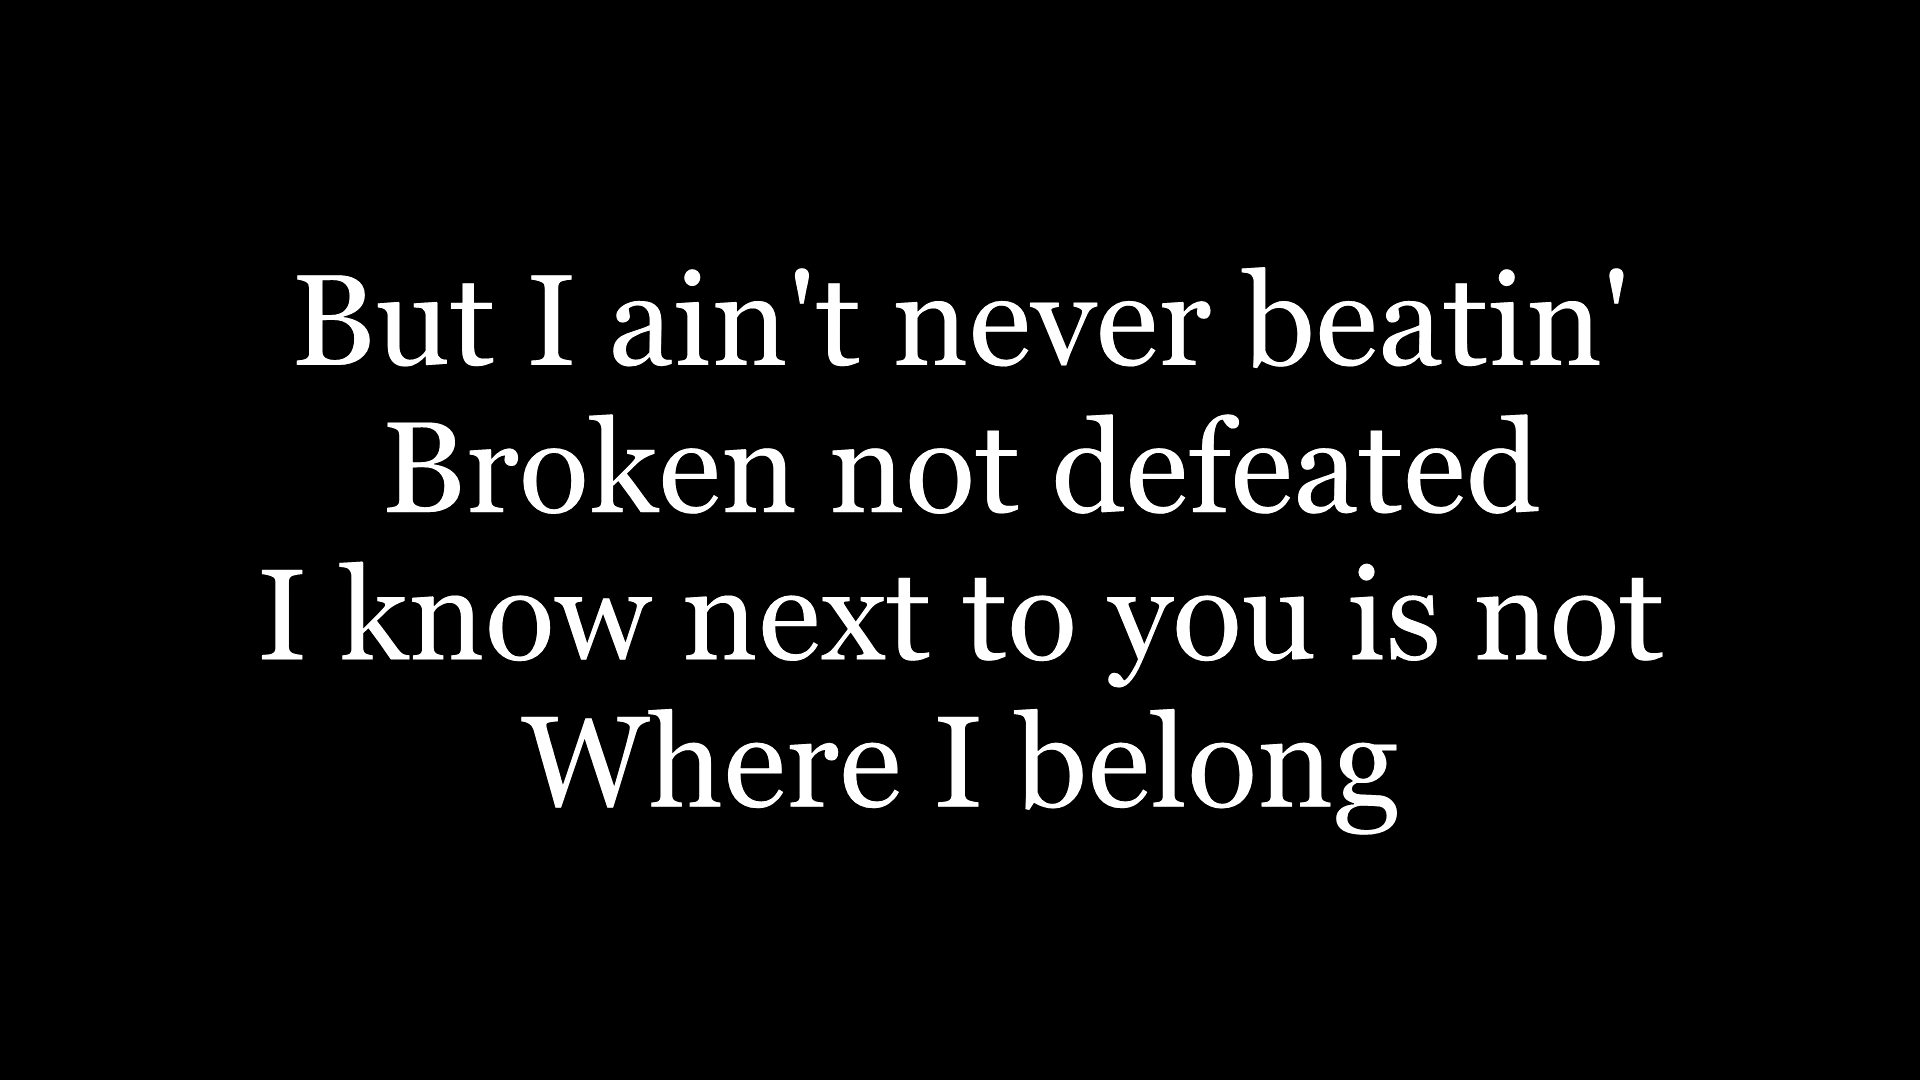 But I ain't never beatin'
Broken not defeated
I know next to you is not
Where I belong